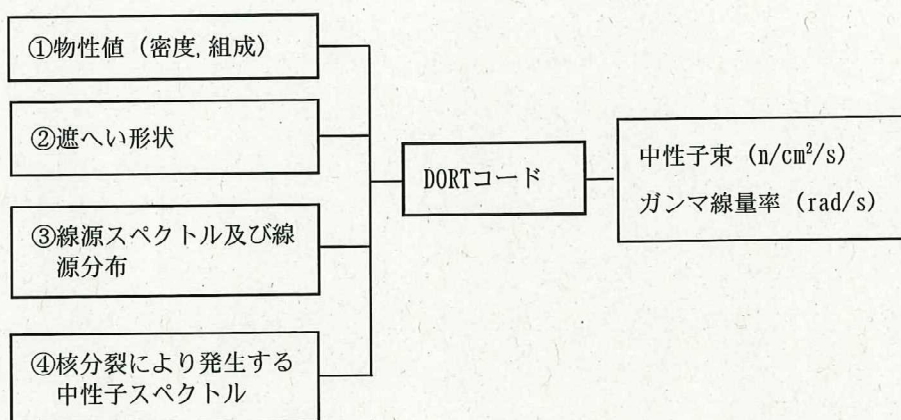 ①物性値（密度, 組成）
②遮へい形状
③線源スペクトル及び線
源分布
④核分裂により発生する
中性子スペクトル
DORTコード
中性子束（n/cm²/s）
ガンマ線量率（rad/s）